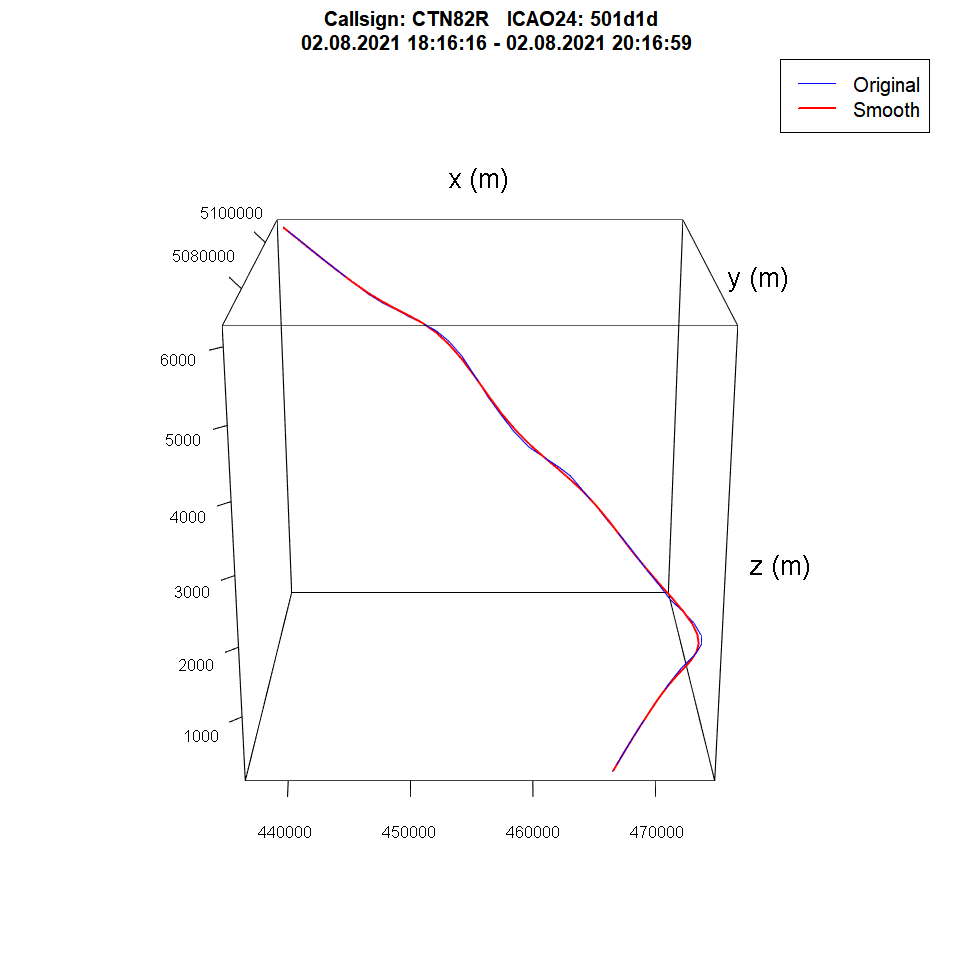 Callsign: CTN82R   ICAO24: 501d1d
02.08.2021 18:16:16 - 02.08.2021 20:16:59
Original
Smooth
x (m)
5100000
5080000
y (m)
6000
5000
4000
3000
2000
1000
z (m)
440000
450000
460000
470000